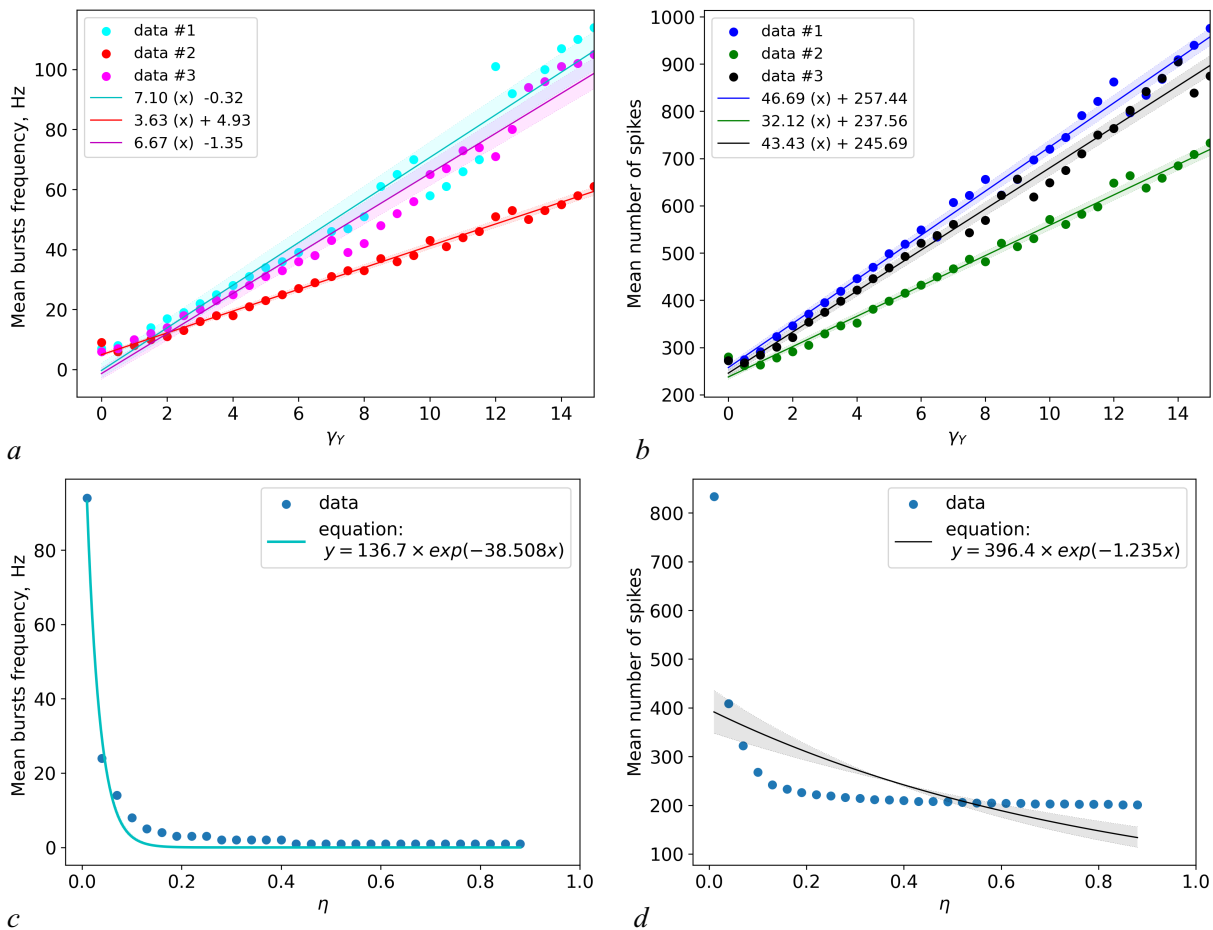 data #1
data #2
data #3
7.10 (x)  -0.32
3.63 (x) + 4.93
6.67 (x)  -1.35
Mean bursts frequency, Hz
0
20
40
60
80
100
0 2 4 6 8 10 12 14
γY
a
data #1
data #2
data #3
46.69 (x) + 257.44
32.12 (x) + 237.56
43.43 (x) + 245.69
Mean number of spikes
1000
900
800
700
600
500
400
300
200
0 2 4 6 8 10 12 14
γY
b
data
equation:
y = 136.7 × exp(−38.508x)
Mean bursts frequency, Hz
80
60
40
20
0
0.0 0.2 0.4 0.6 0.8 1.0
η
c
data
equation:
y = 396.4 × exp(−1.235x)
Mean number of spikes
800
700
600
500
400
300
200
100
0.0 0.2 0.4 0.6 0.8 1.0
η
d